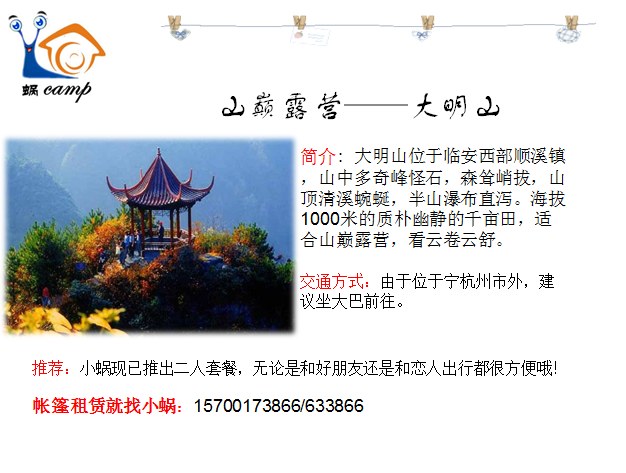 蜗camp
山巅露营——大明山
简介：大明山位于临安西部顺溪镇
，山中多奇峰怪石，森耸峭拔，山
顶清溪蜿蜒，半山瀑布直泻。海拔
1000米的质朴幽静的千亩田，适
合山巅露营，看云卷云舒。
交通方式：由于位于宁杭州市外，建
议坐大巴前往。
推荐：小蜗现已推出二人套餐，无论是和好朋友还是和恋人出行都很方便哦!
帐篷租赁就找小蜗：15700173866/633866